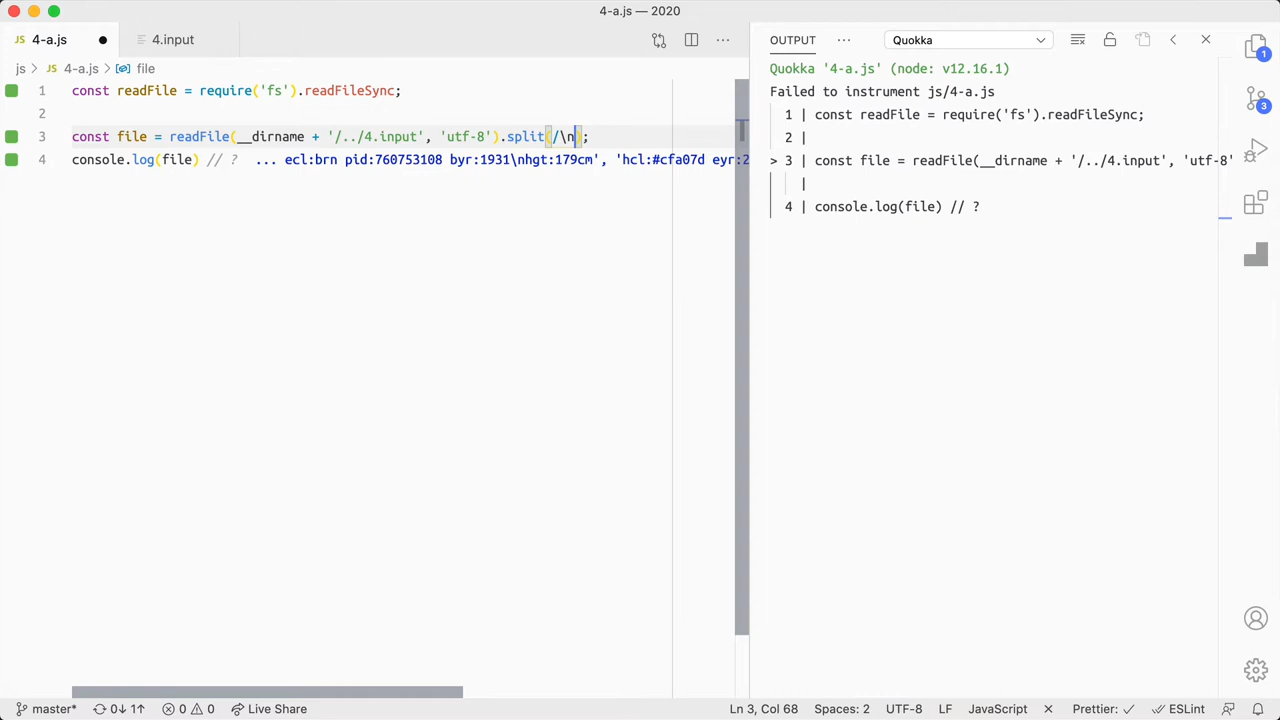 4-a.js — 2020
JS 4-a.js
4.input
js > JS 4-a.js > file
1 const readFile = require('fs').readFileSync;
2
3 const file = readFile(__dirname + '/../4.input', 'utf-8').split(/\n);
4 console.log(file) // ? ... ecl:brn pid:760753108 byr:1931\nhgt:179cm', 'hcl:#cfa07d eyr:2
OUTPUT ... Quokka
Quokka '4-a.js' (node: v12.16.1)
Failed to instrument js/4-a.js
1 | const readFile = require('fs').readFileSync;
2 |
> 3 | const file = readFile(__dirname + '/../4.input', 'utf-8'
|
4 | console.log(file) // ?
1
3
master* 0↓ 1↑ 0 0 Live Share
Ln 3, Col 68 Spaces: 2 UTF-8 LF JavaScript Prettier: ESLint